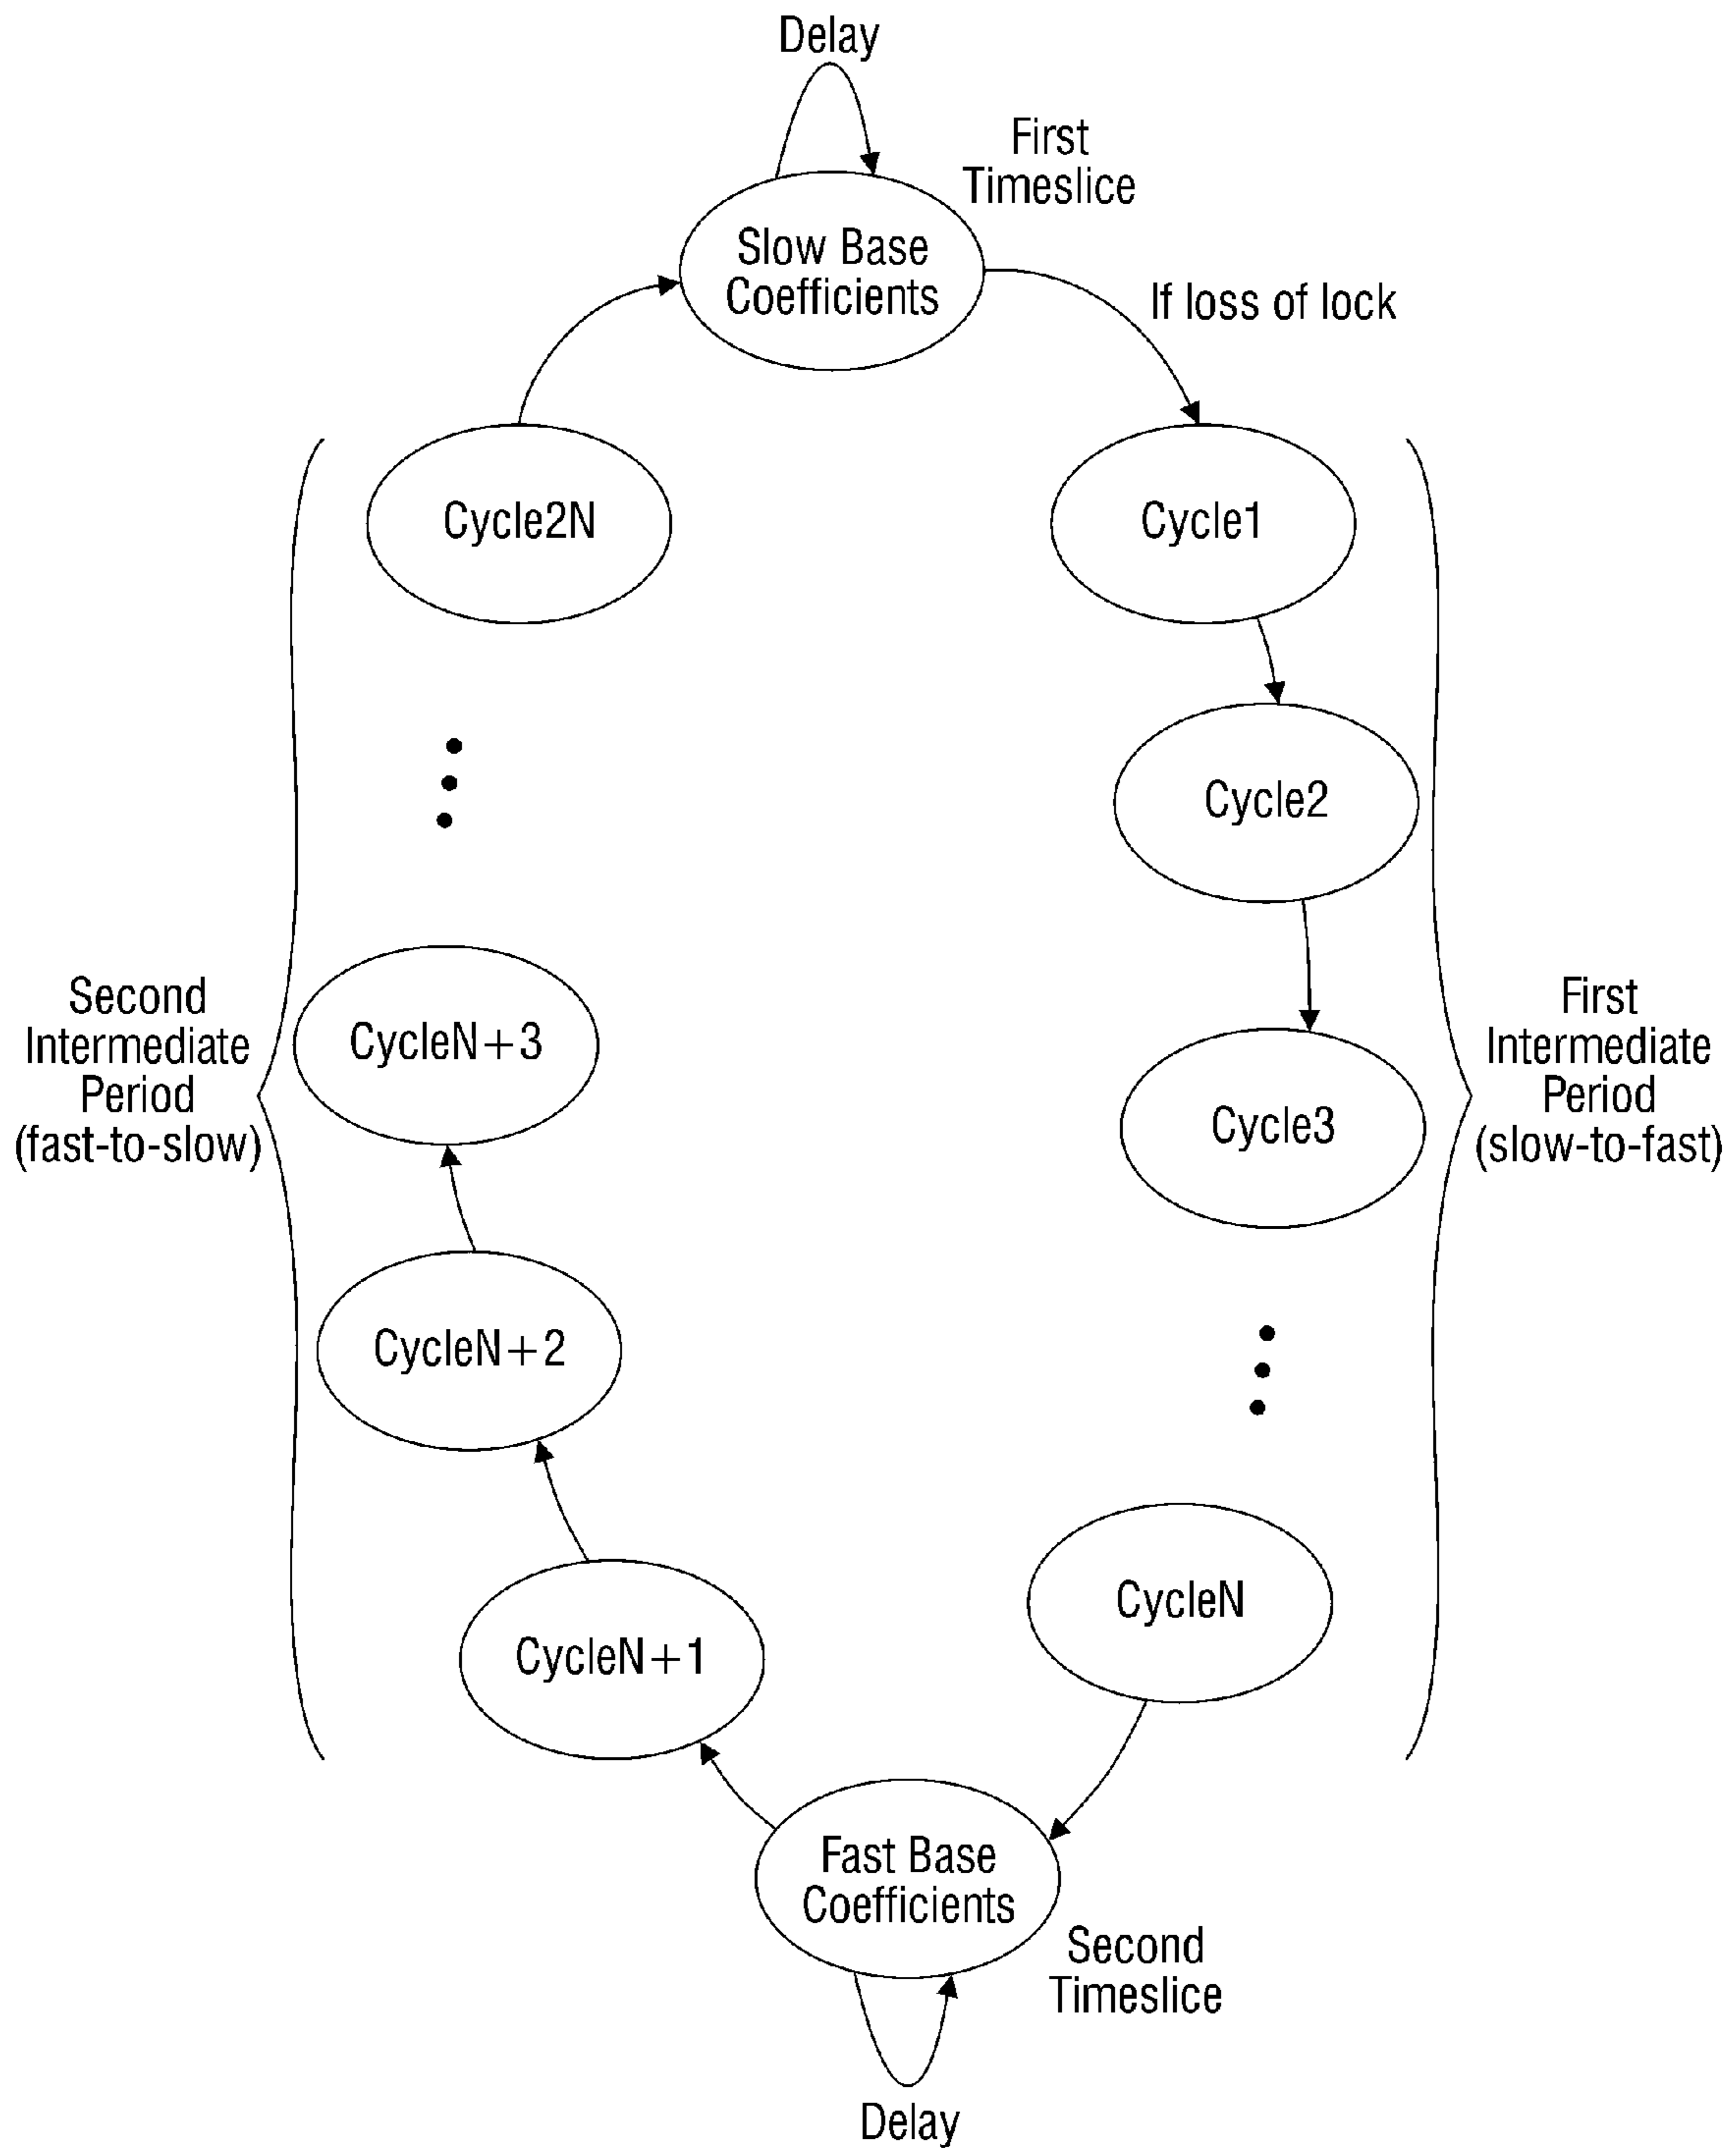 Delay
First
Timeslice
Slow Base
Coefficients
If loss of lock
Cycle2N
Cycle1
Cycle2
Second
Intermediate
Period
(fast-to-slow)
CycleN+3
First
Intermediate
Period
(slow-to-fast)
Cycle3
CycleN+2
CycleN
CycleN+1
Fast Base
Coefficients
Second
Timeslice
Delay